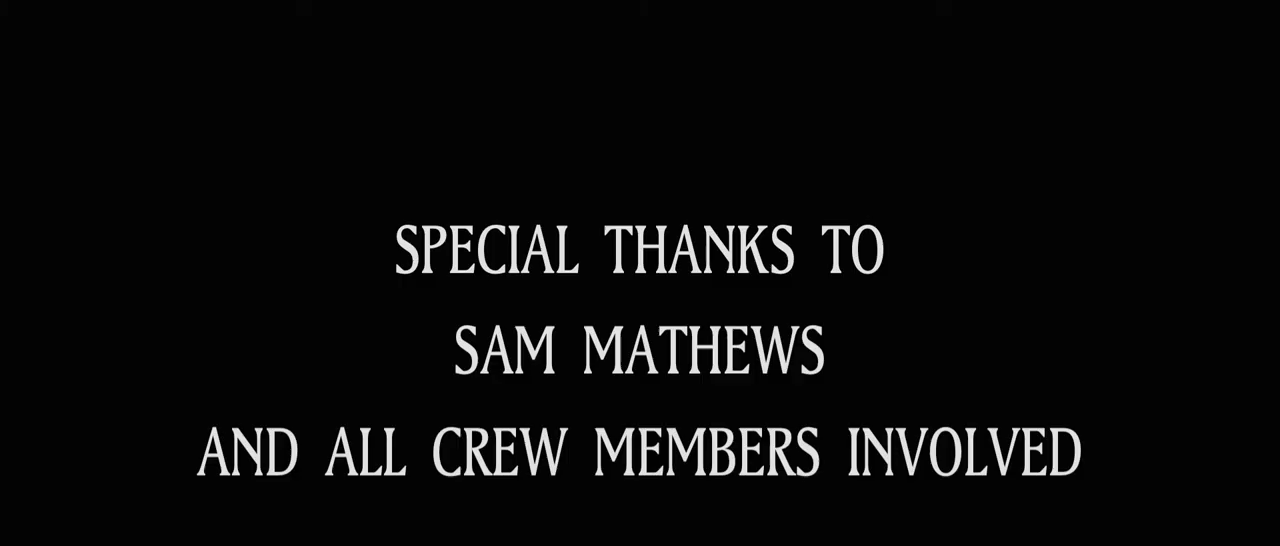 SPECIAL THANKS TO
SAM MATHEWS
AND ALL CREW MEMBERS INVOLVED